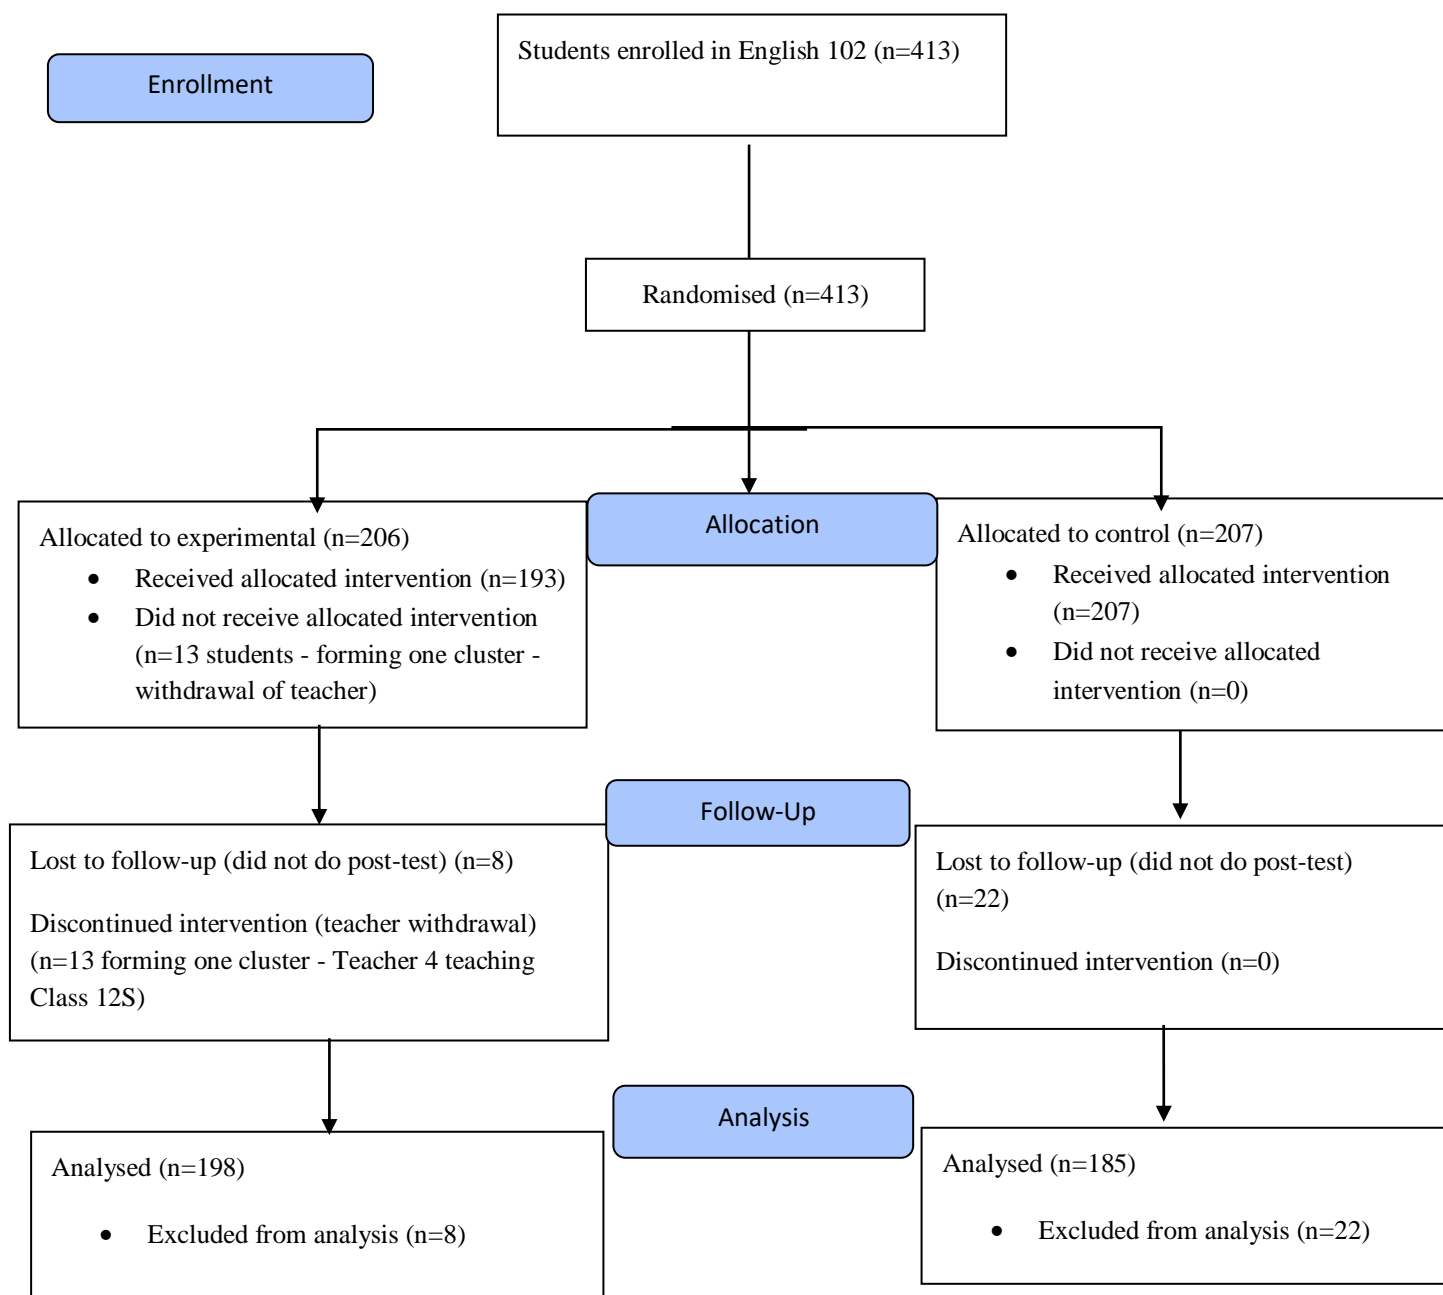 Students enrolled in English 102 (n=413)
Enrollment
Randomised (n=413)
Allocation
Allocated to experimental (n=206)
• Received allocated intervention (n=193)
• Did not receive allocated intervention
(n=13 students - forming one cluster -
withdrawal of teacher)
Allocated to control (n=207)
• Received allocated intervention
(n=207)
• Did not receive allocated
intervention (n=0)
Follow-Up
Lost to follow-up (did not do post-test) (n=8)
Discontinued intervention (teacher withdrawal)
(n=13 forming one cluster - Teacher 4 teaching
Class 12S)
Lost to follow-up (did not do post-test)
(n=22)
Discontinued intervention (n=0)
Analysis
Analysed (n=198)
• Excluded from analysis (n=8)
Analysed (n=185)
• Excluded from analysis (n=22)